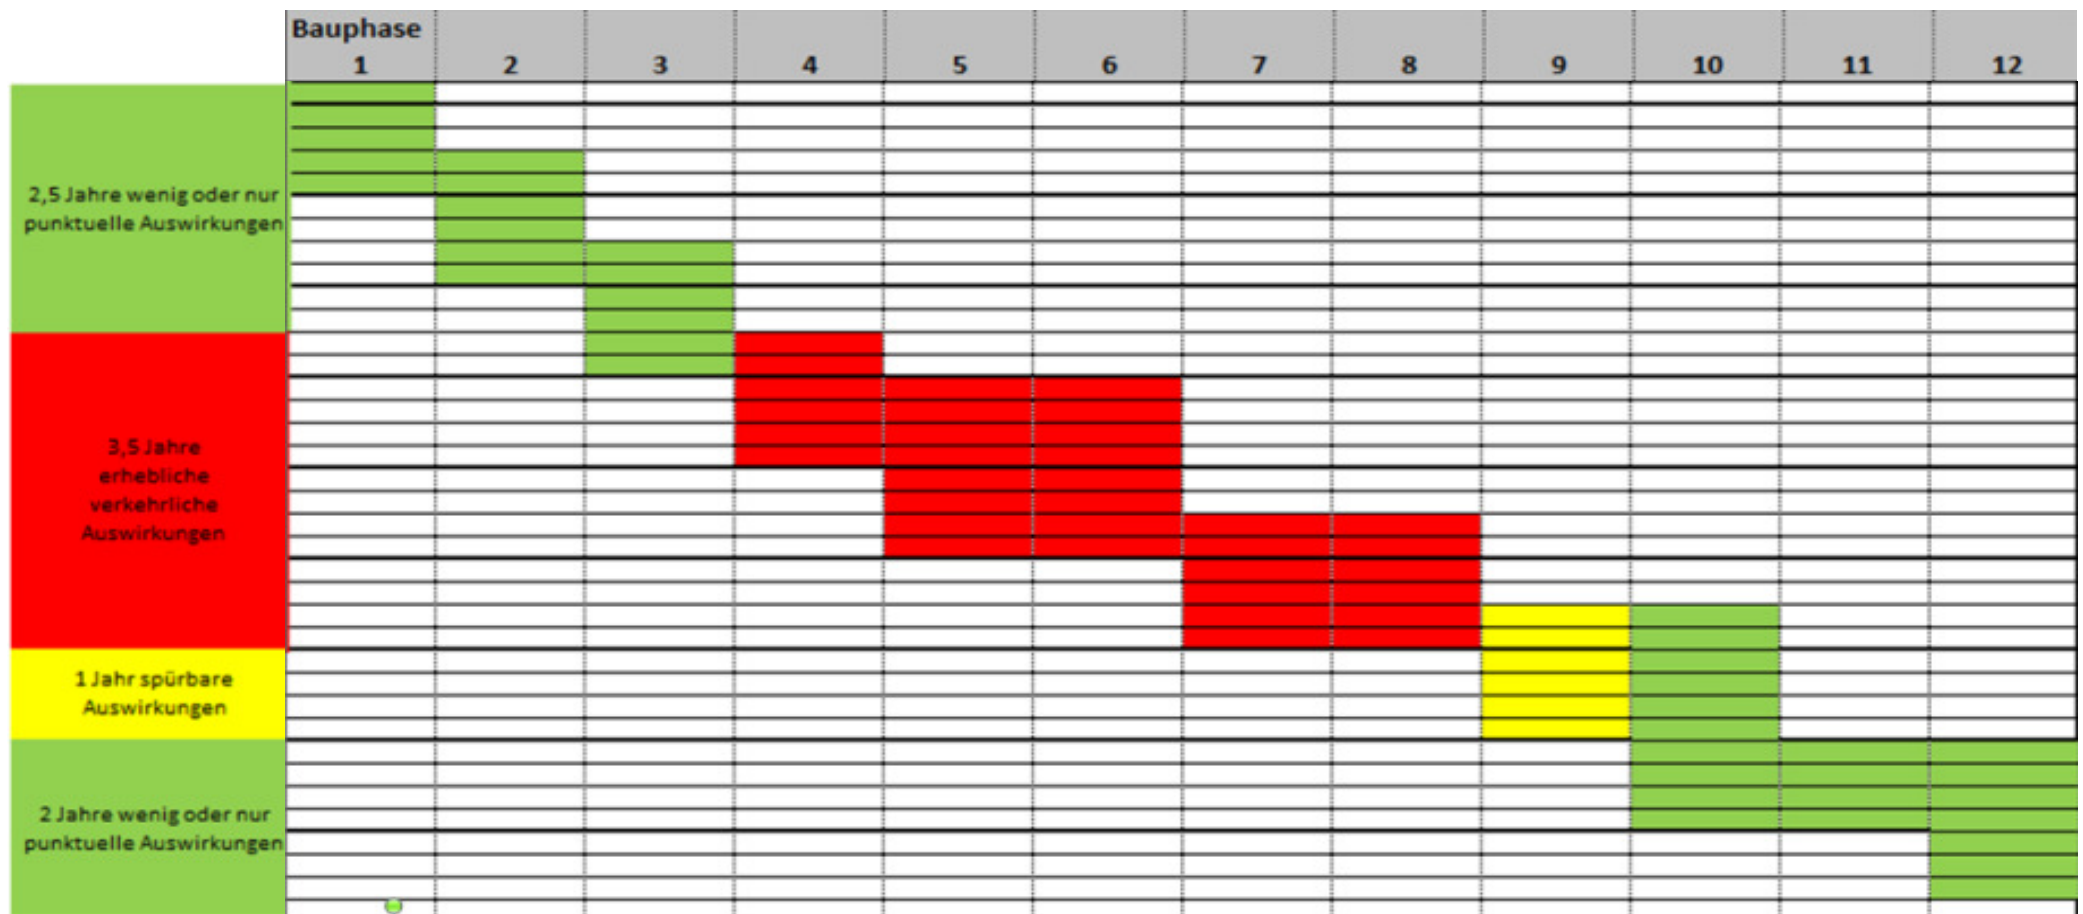 Bauphase
1 2 3 4 5 6 7 8 9 10 11 12
2,5 Jahre wenig oder nur
punktuelle Auswirkungen
3,5 Jahre
erhebliche
verkehrliche
Auswirkungen
1 Jahr spürbare
Auswirkungen
2 Jahre wenig oder nur
punktuelle Auswirkungen